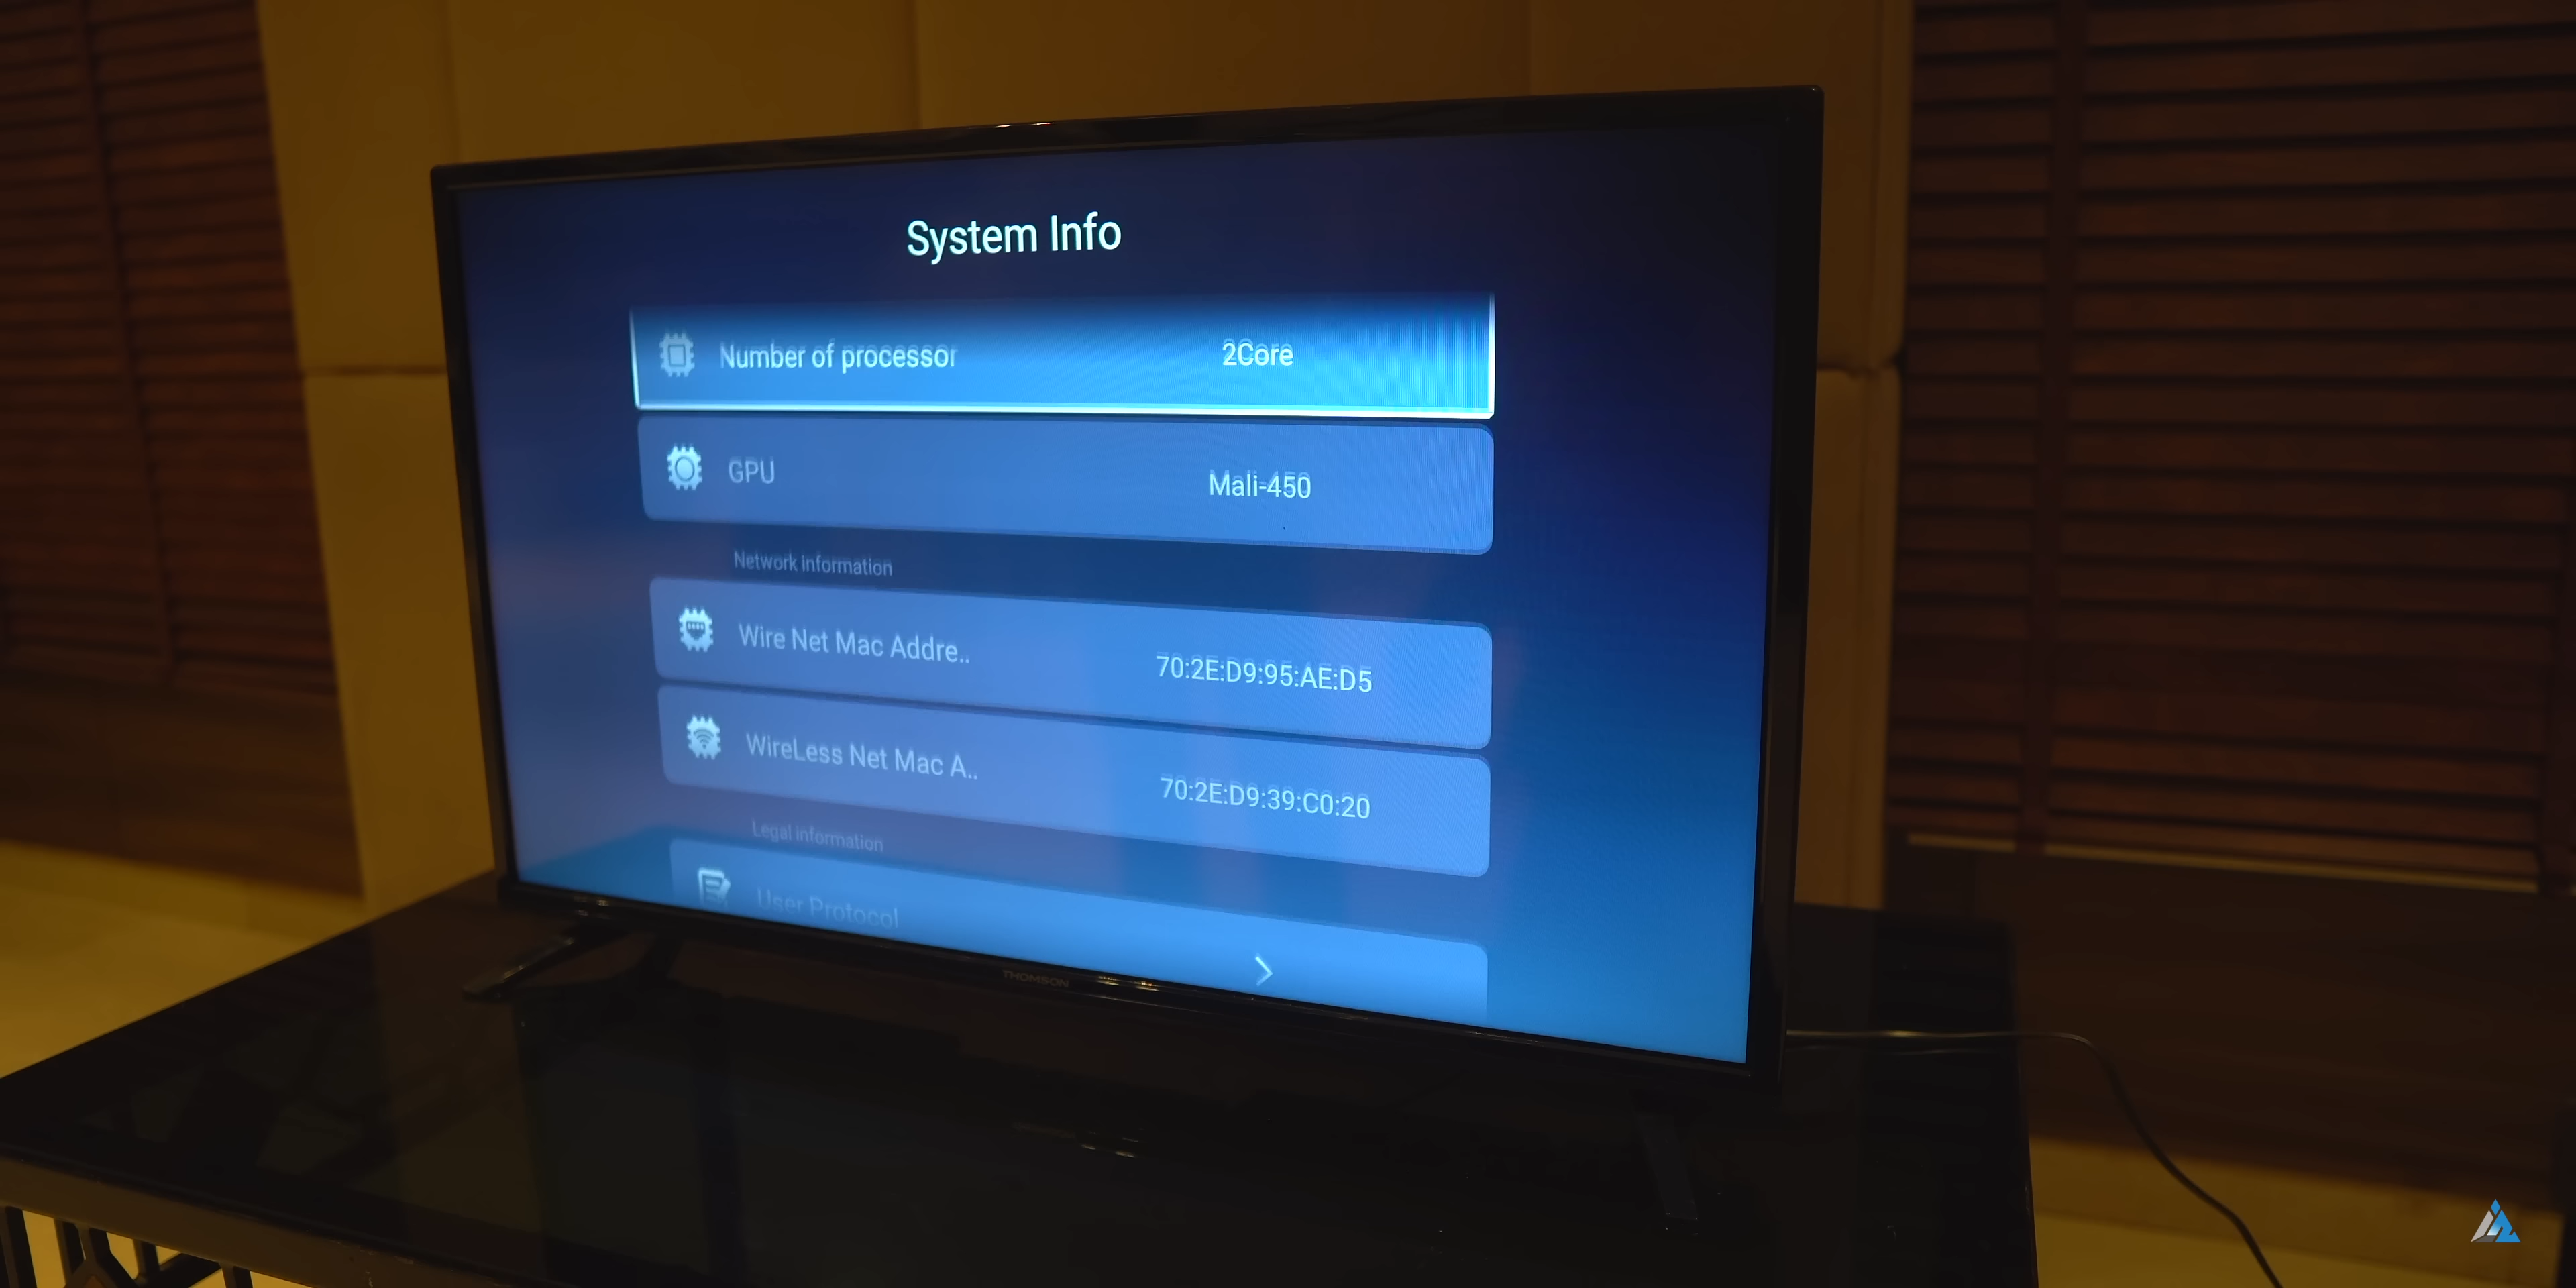 System Info
Number of processor 2Core
GPU Mali-450
Network information
Wire Net Mac Addre.. 70:2E:D9:95:AE:D5
WireLess Net Mac A.. 70:2E:D9:39:C0:20
Legal information
User Protocol
THOMSON